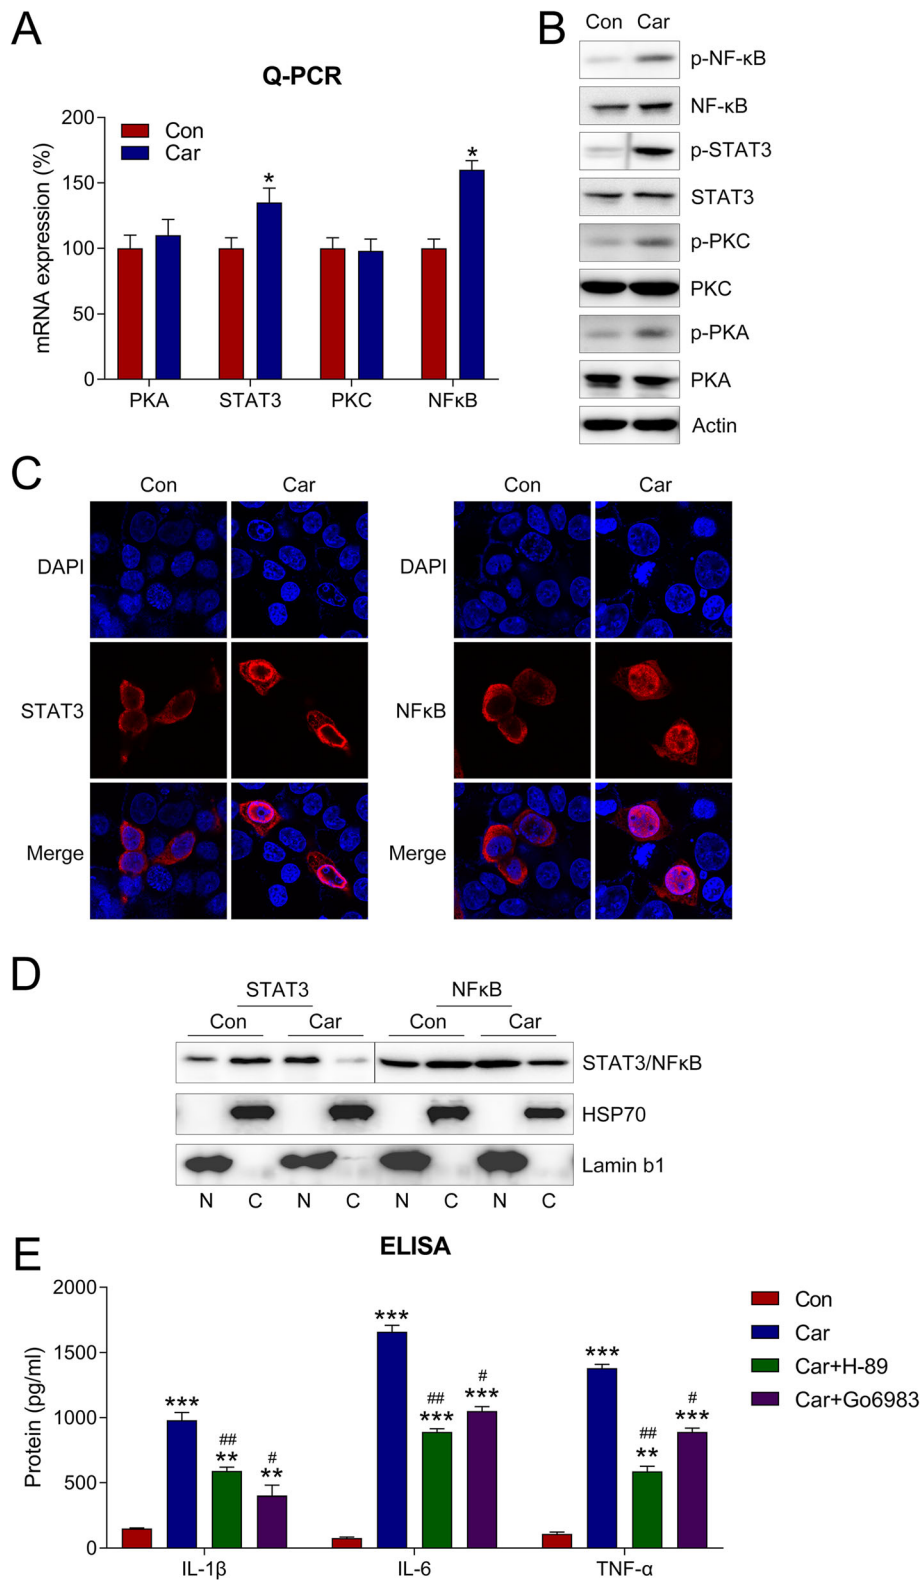 A
Q-PCR
mRNA expression (%)
200
150
100
50
0
Con
Car
*
*
PKA
STAT3
PKC
NFκB
B
Con Car
p-NF-κB
NF-κB
p-STAT3
STAT3
p-PKC
PKC
p-PKA
PKA
Actin
C
Con Car
DAPI
STAT3
Merge
Con Car
DAPI
NFκB
Merge
D
STAT3 NFκB
Con Car Con Car
STAT3/NFκB
HSP70
Lamin b1
N C N C N C N C
E
ELISA
Protein (pg/ml)
2000
1500
1000
500
0
***
##
**
#
**
***
##
***
#
***
***
##
**
#
***
IL-1β
IL-6
TNF-α
Con
Car
Car+H-89
Car+Go6983